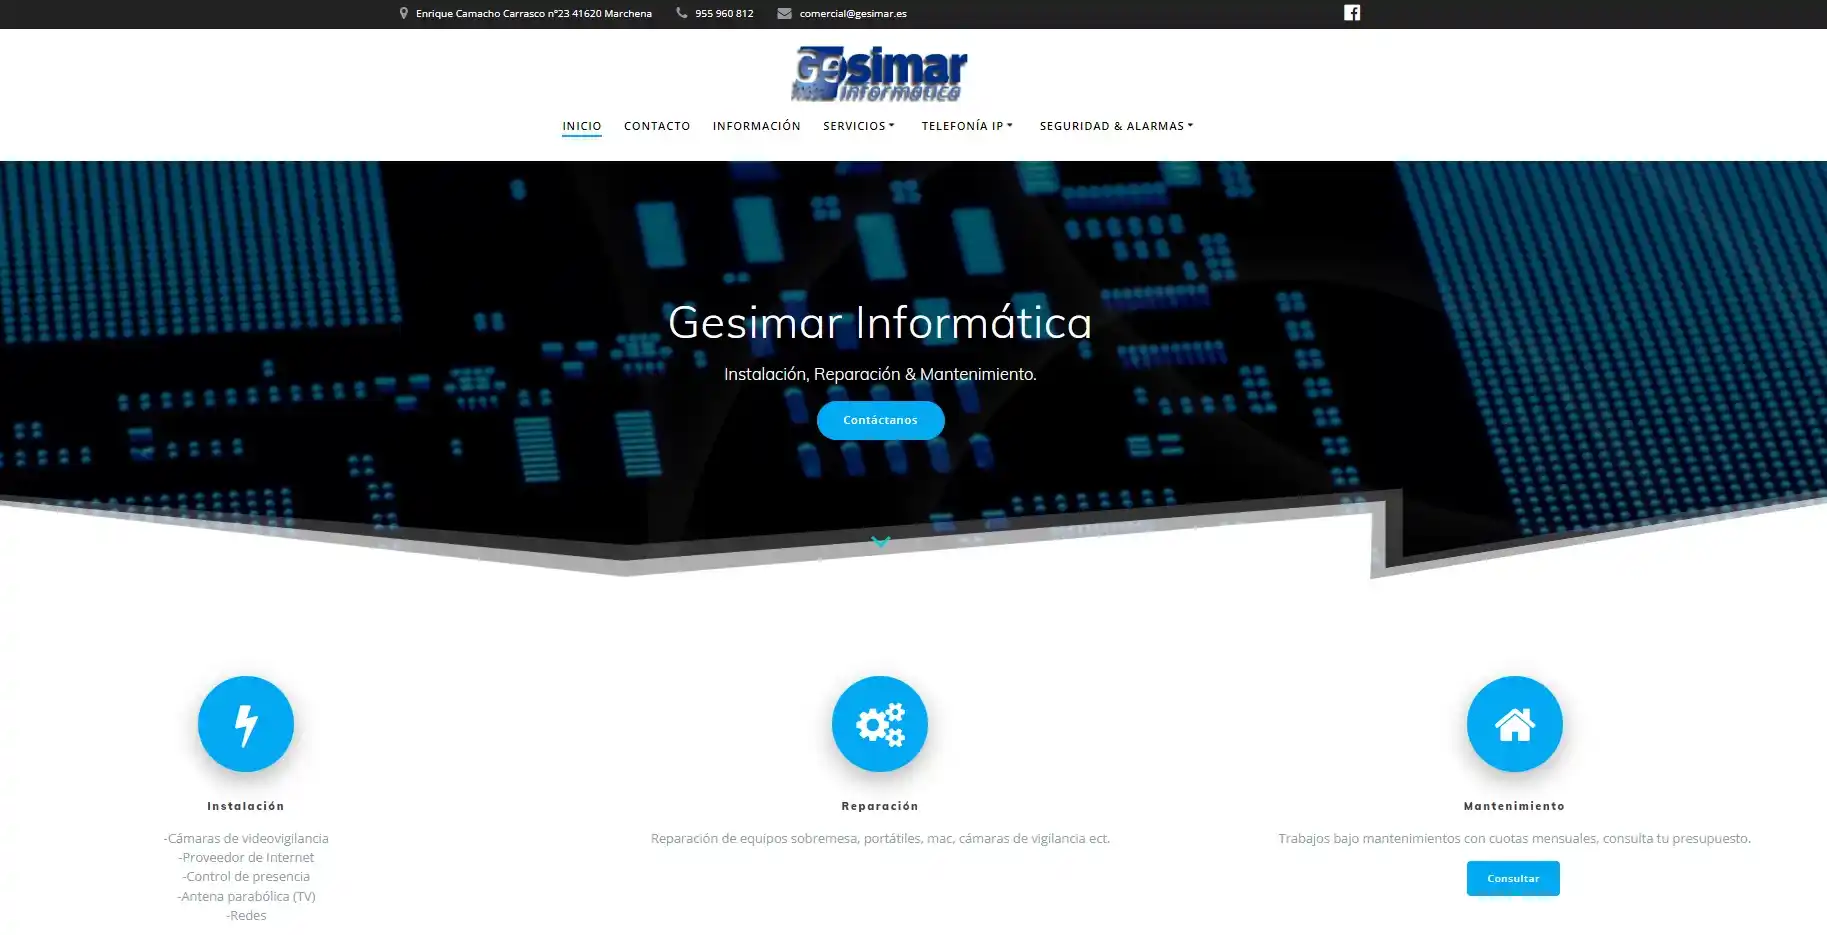 Enrique Camacho Carrasco nº23 41620 Marchena
955 960 812
comercial@gesimar.es
Gesimar
informática
INICIO
CONTACTO
INFORMACIÓN
SERVICIOS
TELEFONÍA IP
SEGURIDAD & ALARMAS
Gesimar Informática
Instalación, Reparación & Mantenimiento.
Contáctanos
Instalación
-Cámaras de videovigilancia
-Proveedor de Internet
-Control de presencia
-Antena parabólica (TV)
-Redes
Reparación
Reparación de equipos sobremesa, portátiles, mac, cámaras de vigilancia ect.
Mantenimiento
Trabajos bajo mantenimientos con cuotas mensuales, consulta tu presupuesto.
Consultar